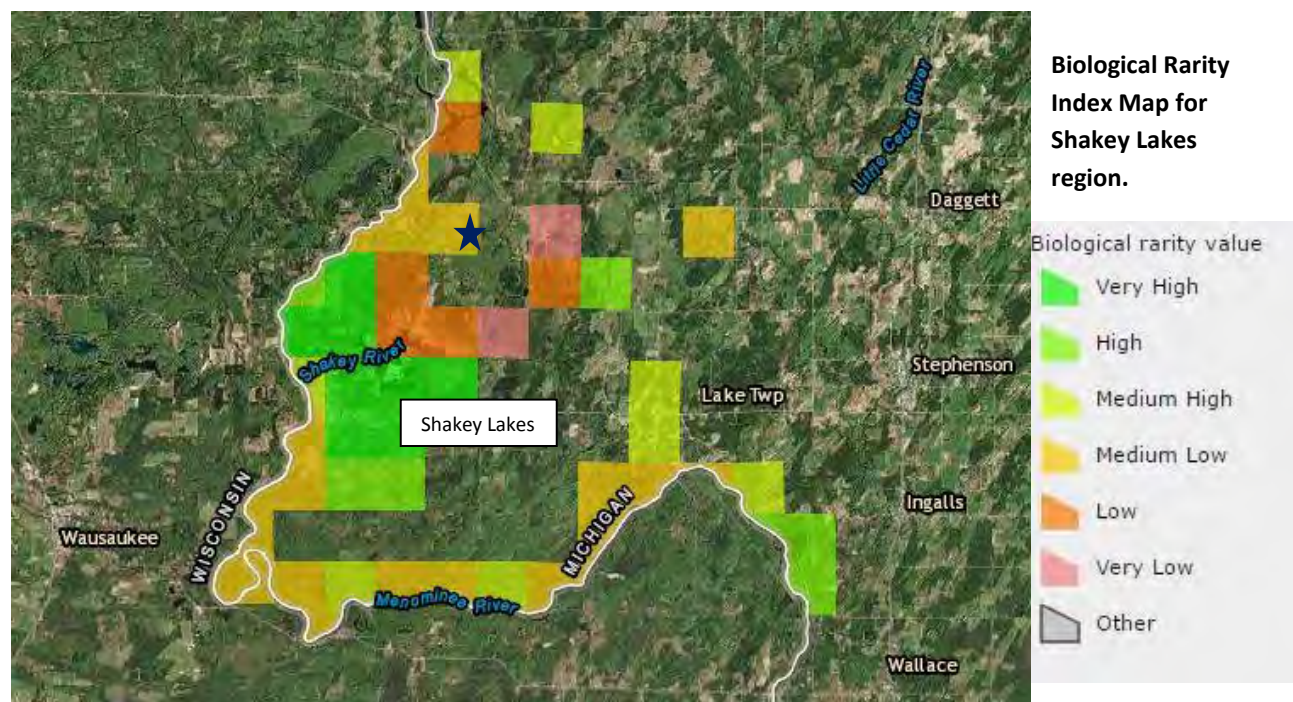 Biological Rarity
Index Map for
Shakey Lakes
region.
Little Cedar River
Daggett
Shakey River
Stephenson
Lake Twp
Shakey Lakes
WISCONSIN
MICHIGAN
Ingalls
Wausaukee
Menominee River
Wallace
Biological rarity value
Very High
High
Medium High
Medium Low
Low
Very Low
Other